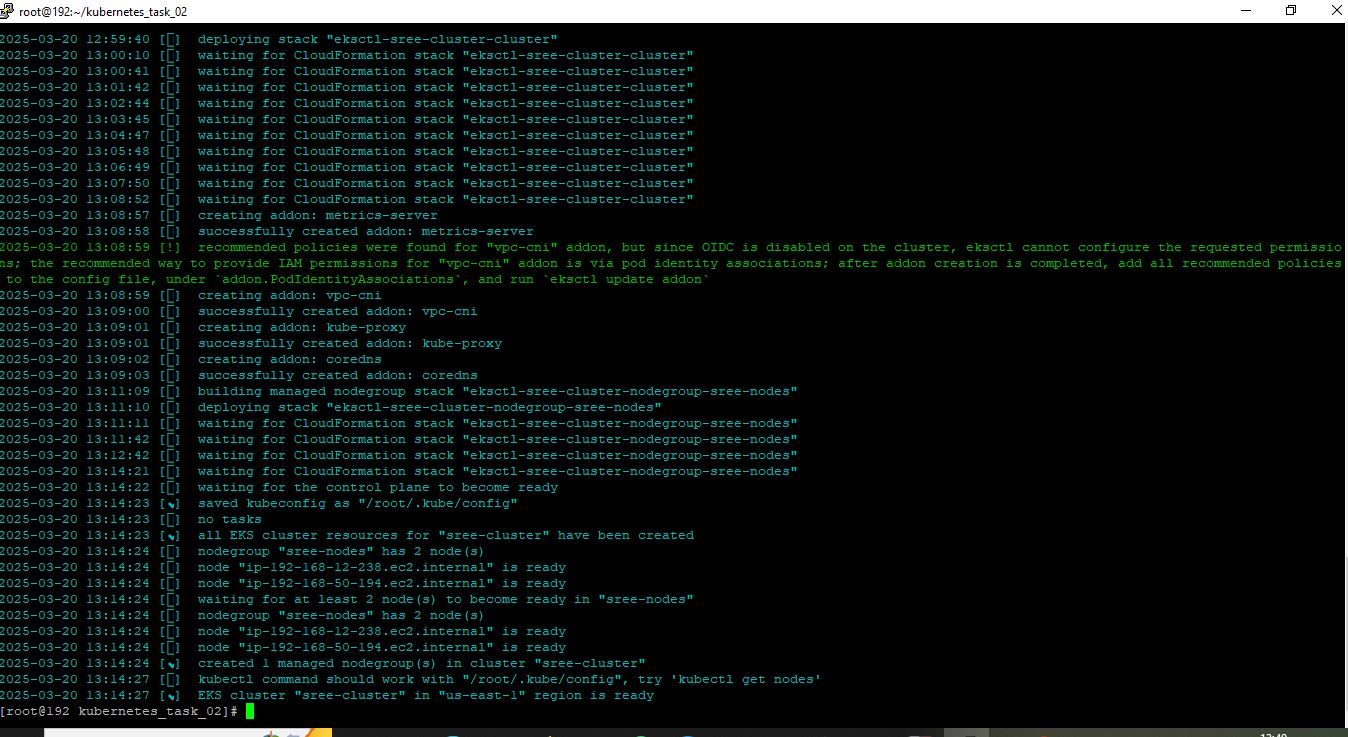 root@192:~/kubernetes_task_02
2025-03-20 12:59:40 [ ]  deploying stack "eksctl-sree-cluster-cluster"
2025-03-20 13:00:10 [ ]  waiting for CloudFormation stack "eksctl-sree-cluster-cluster"
2025-03-20 13:00:41 [ ]  waiting for CloudFormation stack "eksctl-sree-cluster-cluster"
2025-03-20 13:01:42 [ ]  waiting for CloudFormation stack "eksctl-sree-cluster-cluster"
2025-03-20 13:02:44 [ ]  waiting for CloudFormation stack "eksctl-sree-cluster-cluster"
2025-03-20 13:03:45 [ ]  waiting for CloudFormation stack "eksctl-sree-cluster-cluster"
2025-03-20 13:04:47 [ ]  waiting for CloudFormation stack "eksctl-sree-cluster-cluster"
2025-03-20 13:05:48 [ ]  waiting for CloudFormation stack "eksctl-sree-cluster-cluster"
2025-03-20 13:06:49 [ ]  waiting for CloudFormation stack "eksctl-sree-cluster-cluster"
2025-03-20 13:07:50 [ ]  waiting for CloudFormation stack "eksctl-sree-cluster-cluster"
2025-03-20 13:08:52 [ ]  waiting for CloudFormation stack "eksctl-sree-cluster-cluster"
2025-03-20 13:08:57 [ ]  creating addon: metrics-server
2025-03-20 13:08:58 [ ]  successfully created addon: metrics-server
2025-03-20 13:08:59 [!]  recommended policies were found for "vpc-cni" addon, but since OIDC is disabled on the cluster, eksctl cannot configure the requested permissio
ns; the recommended way to provide IAM permissions for "vpc-cni" addon is via pod identity associations; after addon creation is completed, add all recommended policies
 to the config file, under `addon.PodIdentityAssociations`, and run `eksctl update addon`
2025-03-20 13:08:59 [ ]  creating addon: vpc-cni
2025-03-20 13:09:00 [ ]  successfully created addon: vpc-cni
2025-03-20 13:09:01 [ ]  creating addon: kube-proxy
2025-03-20 13:09:01 [ ]  successfully created addon: kube-proxy
2025-03-20 13:09:02 [ ]  creating addon: coredns
2025-03-20 13:09:03 [ ]  successfully created addon: coredns
2025-03-20 13:11:09 [ ]  building managed nodegroup stack "eksctl-sree-cluster-nodegroup-sree-nodes"
2025-03-20 13:11:10 [ ]  deploying stack "eksctl-sree-cluster-nodegroup-sree-nodes"
2025-03-20 13:11:11 [ ]  waiting for CloudFormation stack "eksctl-sree-cluster-nodegroup-sree-nodes"
2025-03-20 13:11:42 [ ]  waiting for CloudFormation stack "eksctl-sree-cluster-nodegroup-sree-nodes"
2025-03-20 13:12:42 [ ]  waiting for CloudFormation stack "eksctl-sree-cluster-nodegroup-sree-nodes"
2025-03-20 13:14:21 [ ]  waiting for CloudFormation stack "eksctl-sree-cluster-nodegroup-sree-nodes"
2025-03-20 13:14:22 [ ]  waiting for the control plane to become ready
2025-03-20 13:14:23 [✔]  saved kubeconfig as "/root/.kube/config"
2025-03-20 13:14:23 [ ]  no tasks
2025-03-20 13:14:23 [✔]  all EKS cluster resources for "sree-cluster" have been created
2025-03-20 13:14:24 [ ]  nodegroup "sree-nodes" has 2 node(s)
2025-03-20 13:14:24 [ ]  node "ip-192-168-12-238.ec2.internal" is ready
2025-03-20 13:14:24 [ ]  node "ip-192-168-50-194.ec2.internal" is ready
2025-03-20 13:14:24 [ ]  waiting for at least 2 node(s) to become ready in "sree-nodes"
2025-03-20 13:14:24 [ ]  nodegroup "sree-nodes" has 2 node(s)
2025-03-20 13:14:24 [ ]  node "ip-192-168-12-238.ec2.internal" is ready
2025-03-20 13:14:24 [ ]  node "ip-192-168-50-194.ec2.internal" is ready
2025-03-20 13:14:24 [✔]  created 1 managed nodegroup(s) in cluster "sree-cluster"
2025-03-20 13:14:27 [ ]  kubectl command should work with "/root/.kube/config", try 'kubectl get nodes'
2025-03-20 13:14:27 [✔]  EKS cluster "sree-cluster" in "us-east-1" region is ready
[root@192 kubernetes_task_02]#